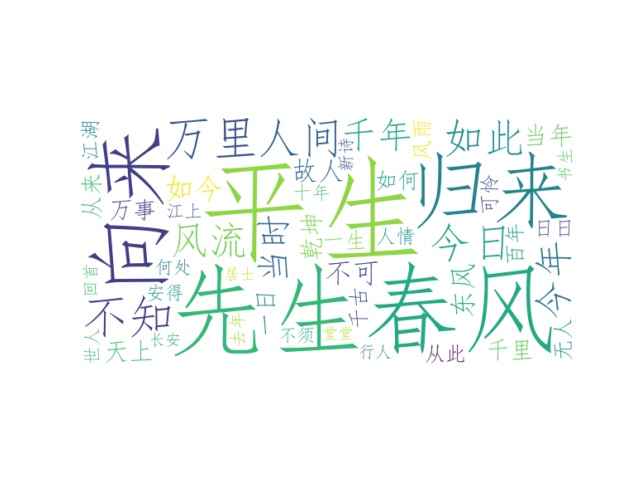 江湖
从来
向来
万里
人间
千年
风雨
如此
当年
书生
新诗
故人
十年
如何
可怜
归来
如今
平生
万事
江上
风流
当时
乾坤
一生
人情
今日
百年
日日
回首
何处
安得
居士
一日
不可
千古
东风
今年
不知
先生
春风
无人
世人
天上
长安
去年
不须
堂堂
行人
从此
千里